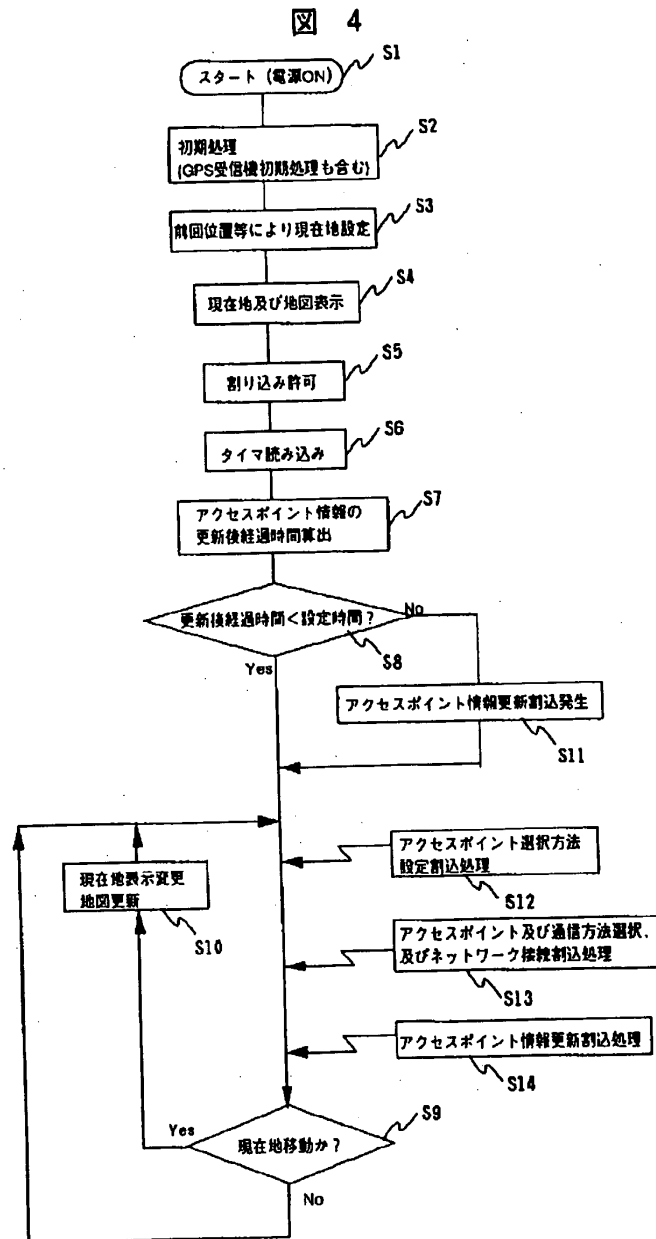 図 4
スタート (電源ON)
S1
初期処理
(GPS受信機初期処理も含む)
S2
前回位置等により現在地設定
S3
現在地及び地図表示
S4
割り込み許可
S5
タイマ読み込み
S6
アクセスポイント情報の
更新後経過時間算出
S7
更新後経過時間<設定時間?
S8
No
Yes
アクセスポイント情報更新割込発生
S11
現在地表示変更
地図更新
S10
アクセスポイント選択方法
設定割込処理
S12
アクセスポイント及び通信方法選択、
及びネットワーク接続割込処理
S13
アクセスポイント情報更新割込処理
S14
現在地移動か?
S9
Yes
No